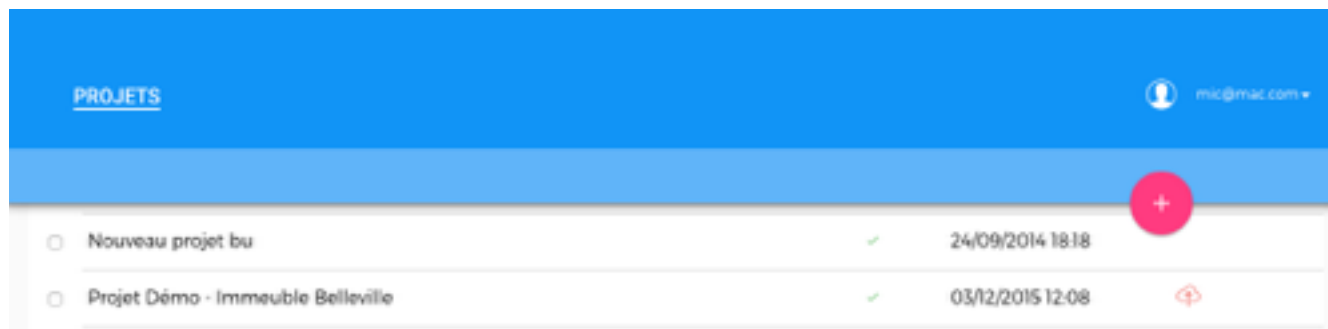 PROJETS
mic@mac.com
+
Nouveau projet bu 24/09/2014 18:18
Projet Démo - Immeuble Belleville 03/12/2015 12:08